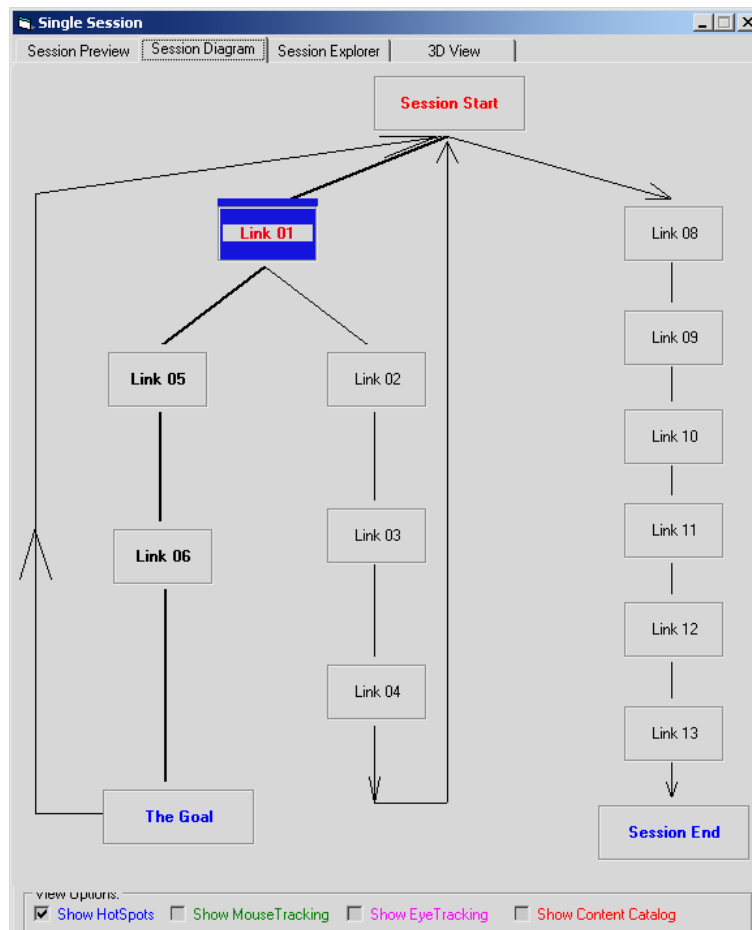 Single Session
Session Preview Session Diagram Session Explorer 3D View
Session Start
Link 01
Link 08
Link 09
Link 05 Link 02
Link 10
Link 11
Link 03
Link 06
Link 12
Link 04
Link 13
The Goal
Session End
View Options:
Show HotSpots Show MouseTracking Show EyeTracking Show Content Catalog